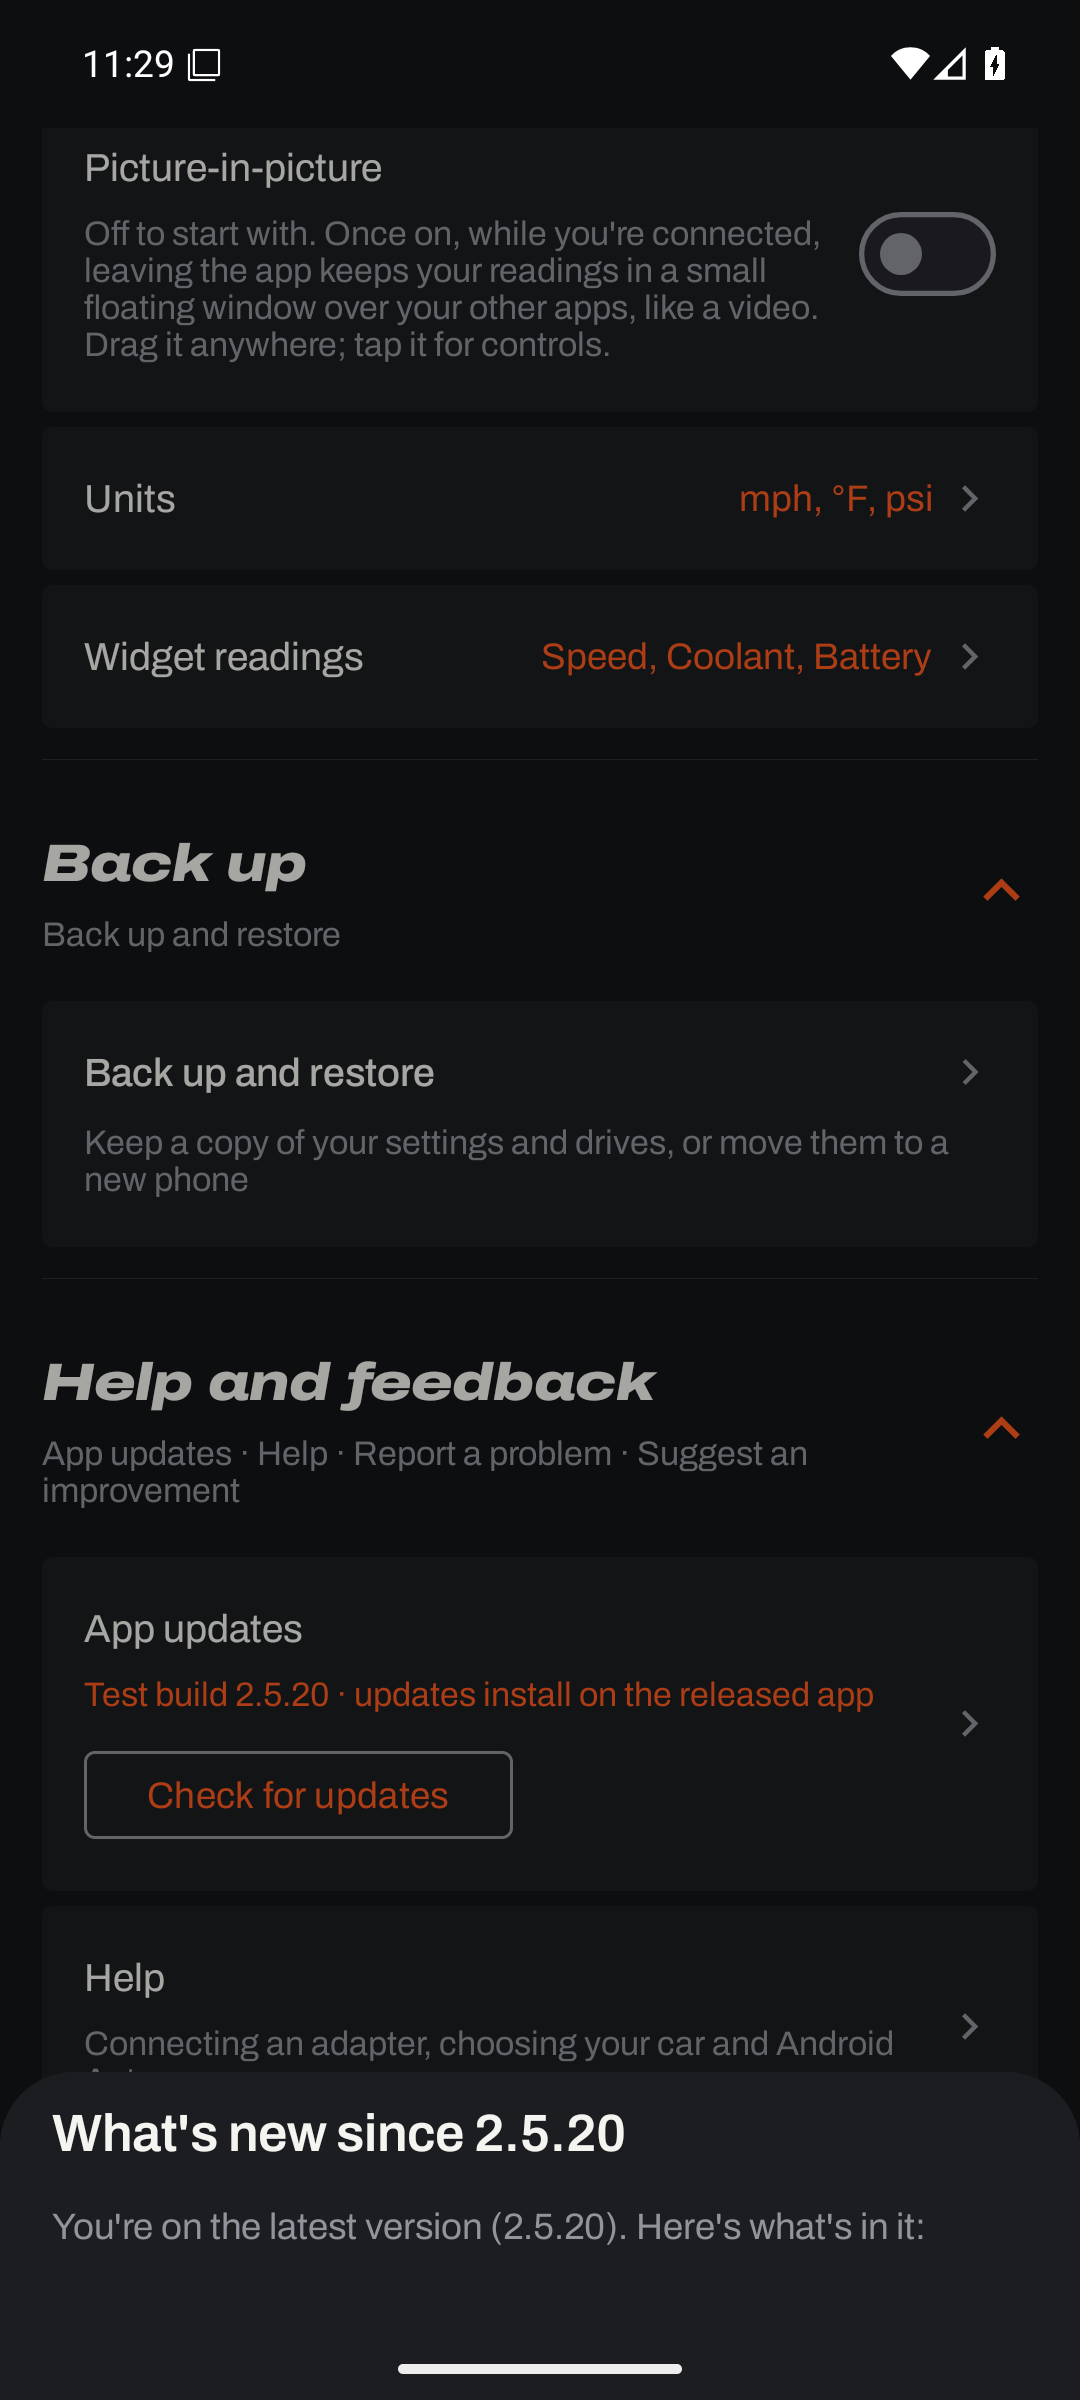 11:29
Picture-in-picture
Off to start with. Once on, while you're connected,
leaving the app keeps your readings in a small
floating window over your other apps, like a video.
Drag it anywhere; tap it for controls.
Units
mph, °F, psi
Widget readings
Speed, Coolant, Battery
Back up
Back up and restore
Back up and restore
Keep a copy of your settings and drives, or move them to a
new phone
Help and feedback
App updates · Help · Report a problem · Suggest an
improvement
App updates
Test build 2.5.20 · updates install on the released app
Check for updates
Help
Connecting an adapter, choosing your car and Android
What's new since 2.5.20
You're on the latest version (2.5.20). Here's what's in it: